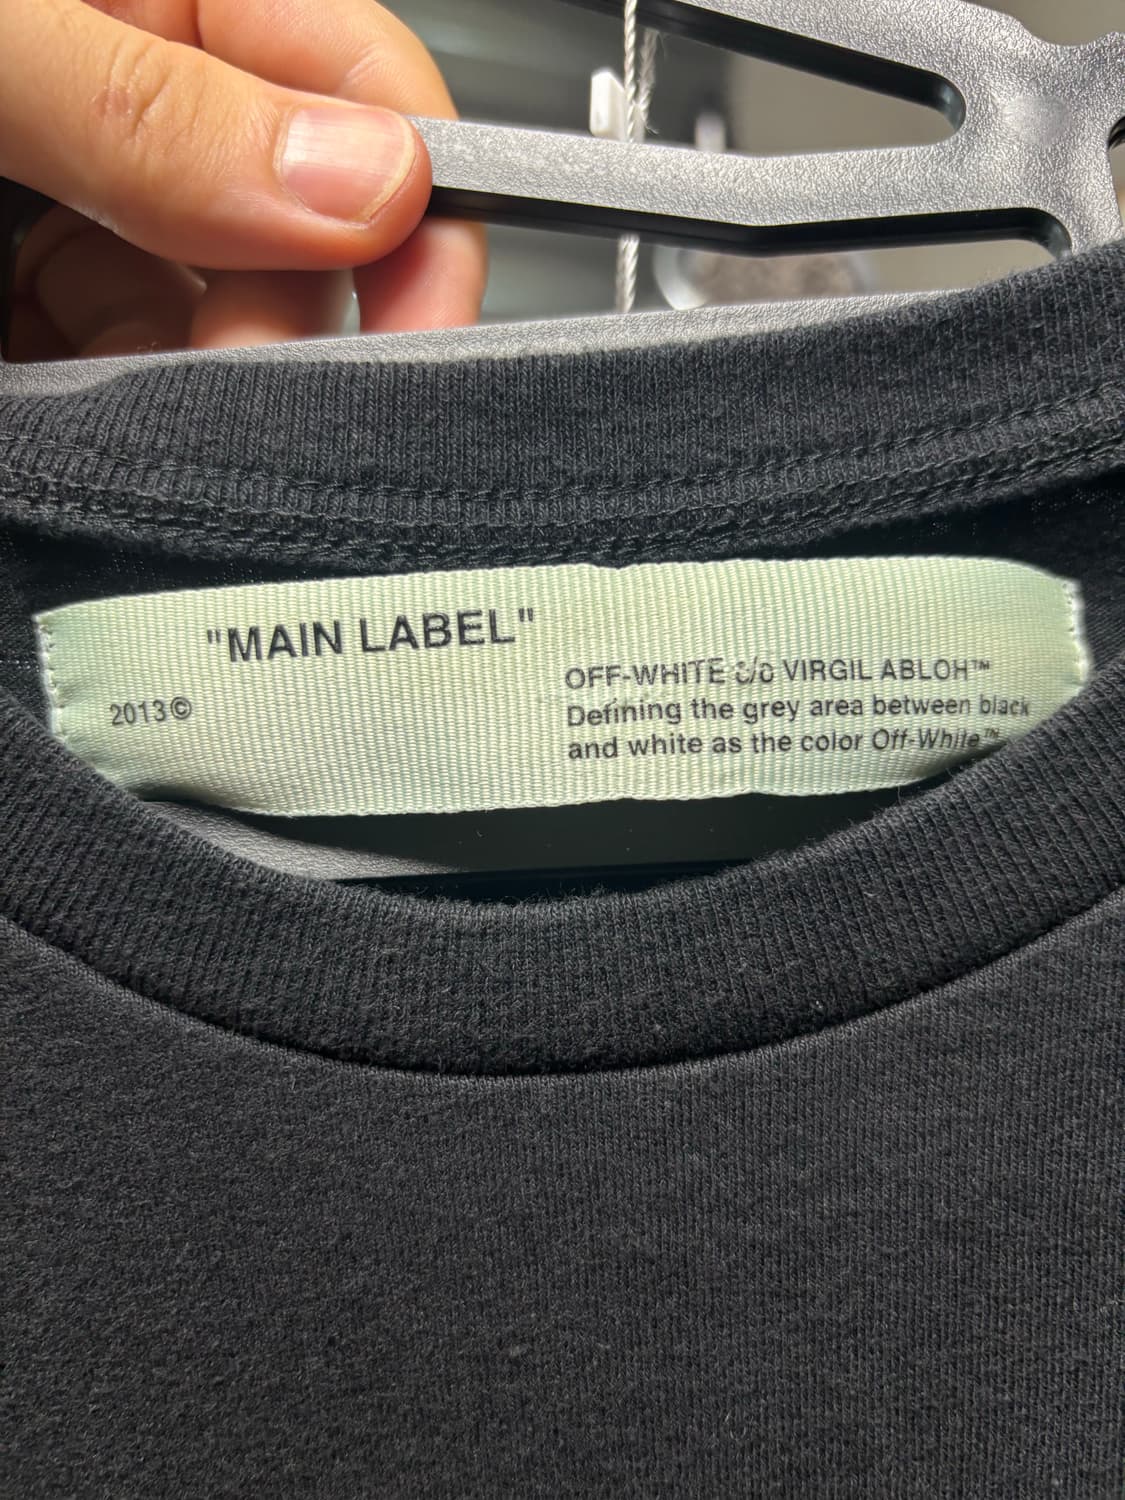 "MAIN LABEL"
2013©
OFF-WHITE c/o VIRGIL ABLOH™
Defining the grey area between black
and white as the color Off-White™